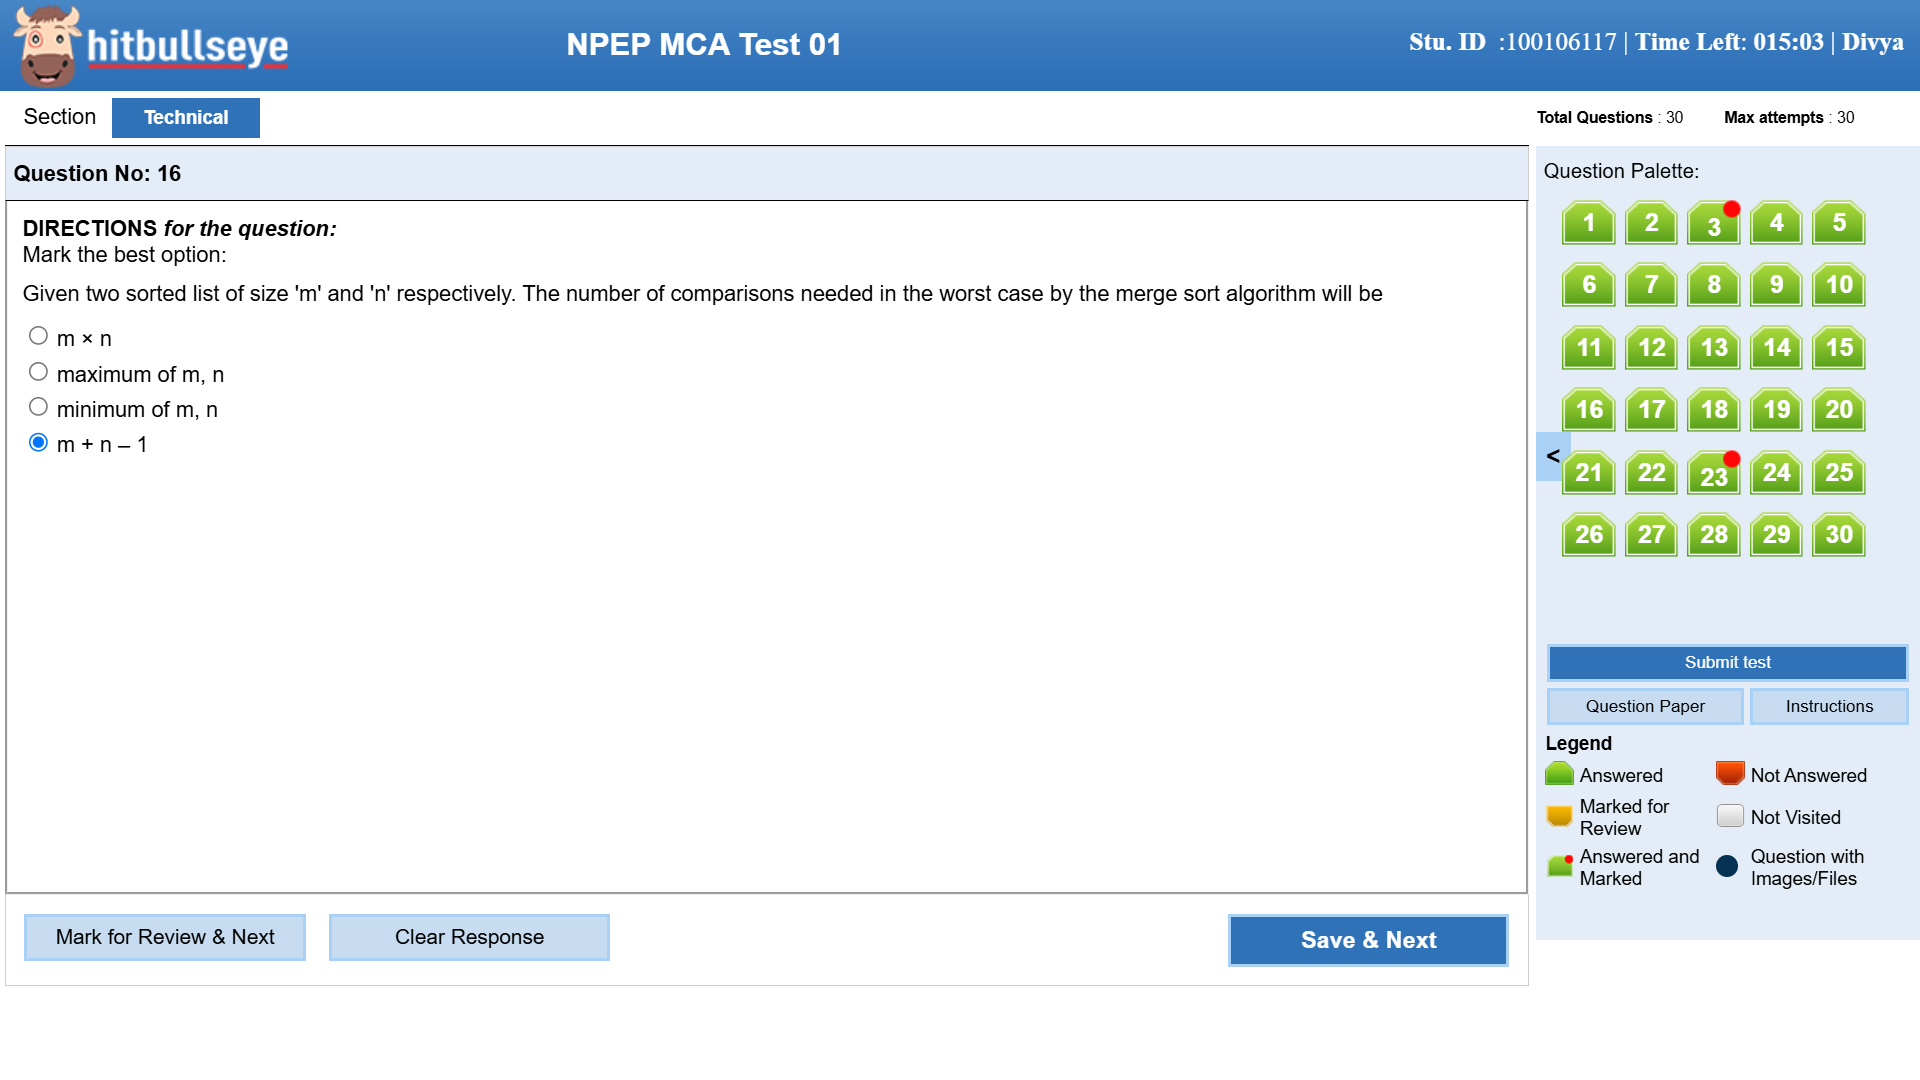 hitbullseye
NPEP MCA Test 01
Stu. ID :100106117 | Time Left: 015:03 | Divya
Section
Technical
Total Questions : 30
Max attempts : 30
Question No: 16
DIRECTIONS for the question:
Mark the best option:
Given two sorted list of size 'm' and 'n' respectively. The number of comparisons needed in the worst case by the merge sort algorithm will be
m × n
maximum of m, n
minimum of m, n
m + n – 1
Mark for Review & Next
Clear Response
Save & Next
Question Palette:
1 2 3 4 5
6 7 8 9 10
11 12 13 14 15
16 17 18 19 20
<
21 22 23 24 25
26 27 28 29 30
Submit test
Question Paper
Instructions
Legend
Answered
Not Answered
Marked for
Review
Not Visited
Answered and
Marked
Question with
Images/Files